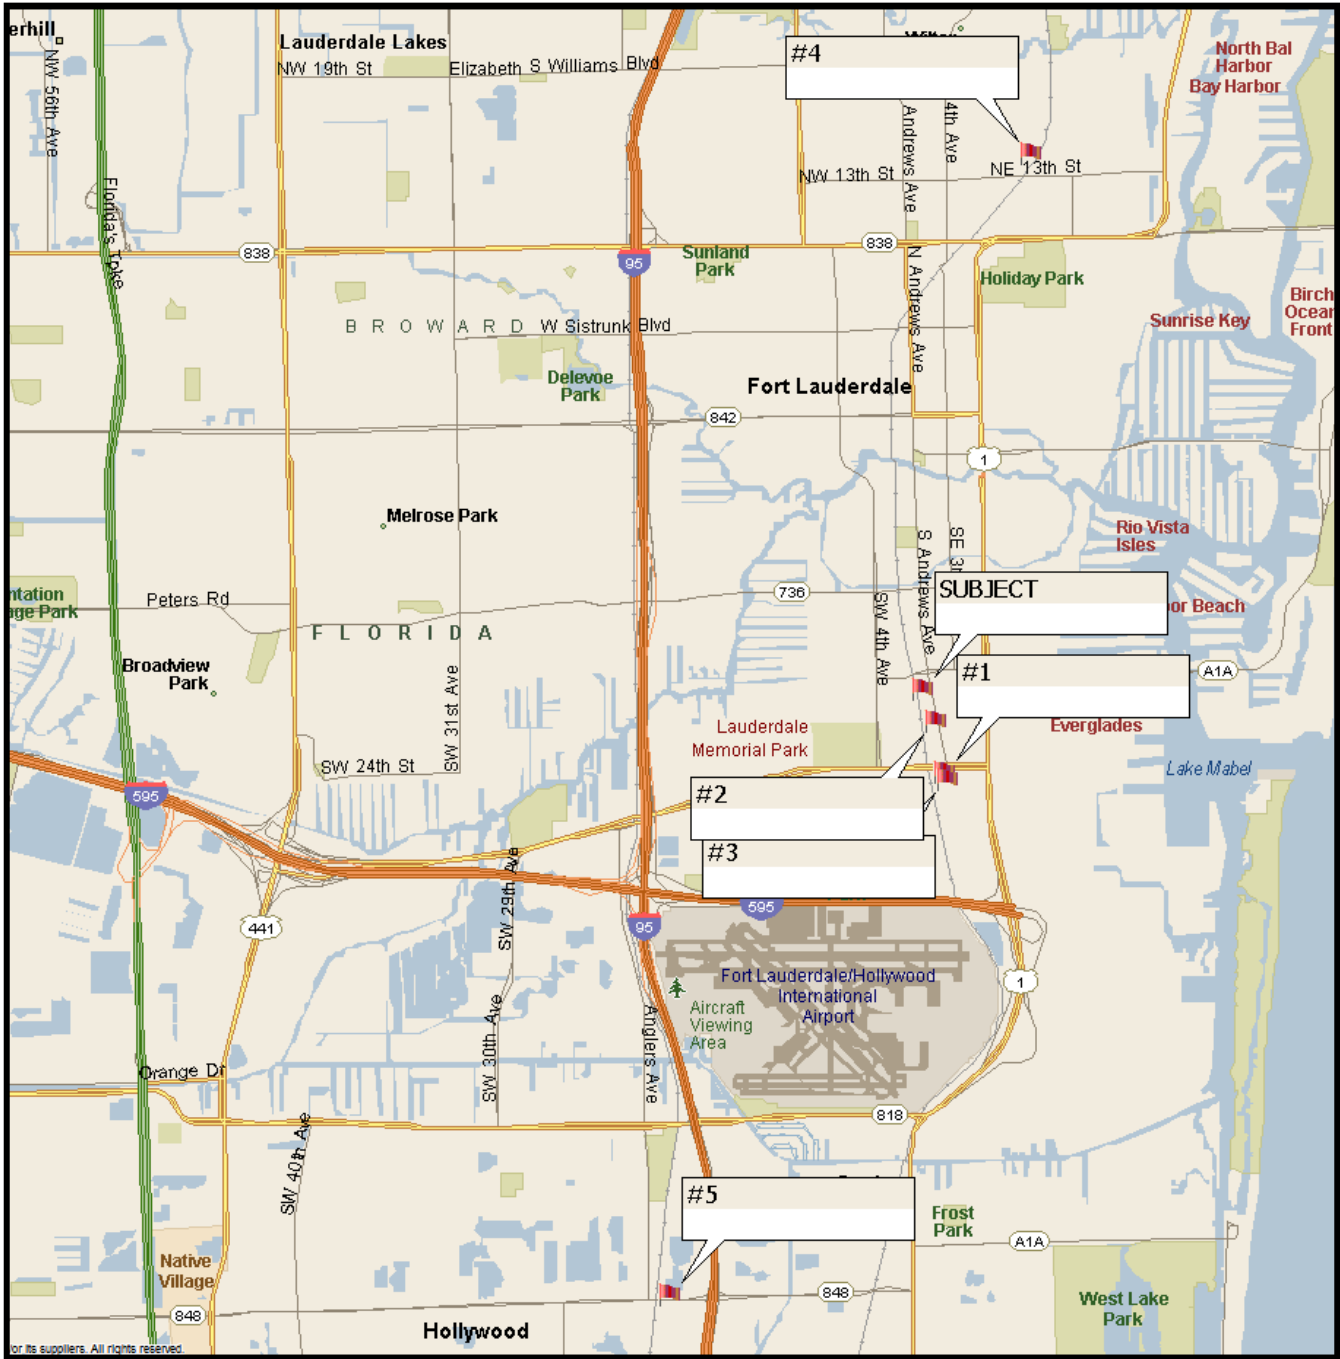 erhill
Lauderdale Lakes
NW 19th St
Elizabeth S Williams Blvd
#4
North Bal
Harbor
Bay Harbor
NW 56th Ave
Andrews Ave
4th Ave
NW 13th St
NE 13th St
Florida's Tpke
838
95
Sunland
Park
838
N Andrews Ave
Holiday Park
Birch
Ocean
Front
Sunrise Key
BROWARD
W Sistrunk Blvd
Delevoe
Park
Fort Lauderdale
842
1
Melrose Park
Rio Vista
Isles
S Andrews Ave
SE 3r
ntation
age Park
Peters Rd
736
SW 4th Ave
SUBJECT
or Beach
FLORIDA
Broadview
Park
SW 31st Ave
#1
A1A
Lauderdale
Memorial Park
Everglades
SW 24th St
Lake Mabel
595
#2
#3
SW 29th Ave
595
441
95
Fort Lauderdale/Hollywood
International
Airport
1
Aircraft
Viewing
Area
SW 30th Ave
Anglers Ave
Orange Dr
818
SW 40th Ave
#5
Frost
Park
A1A
Native
Village
848
848
West Lake
Park
Hollywood
or its suppliers. All rights reserved.